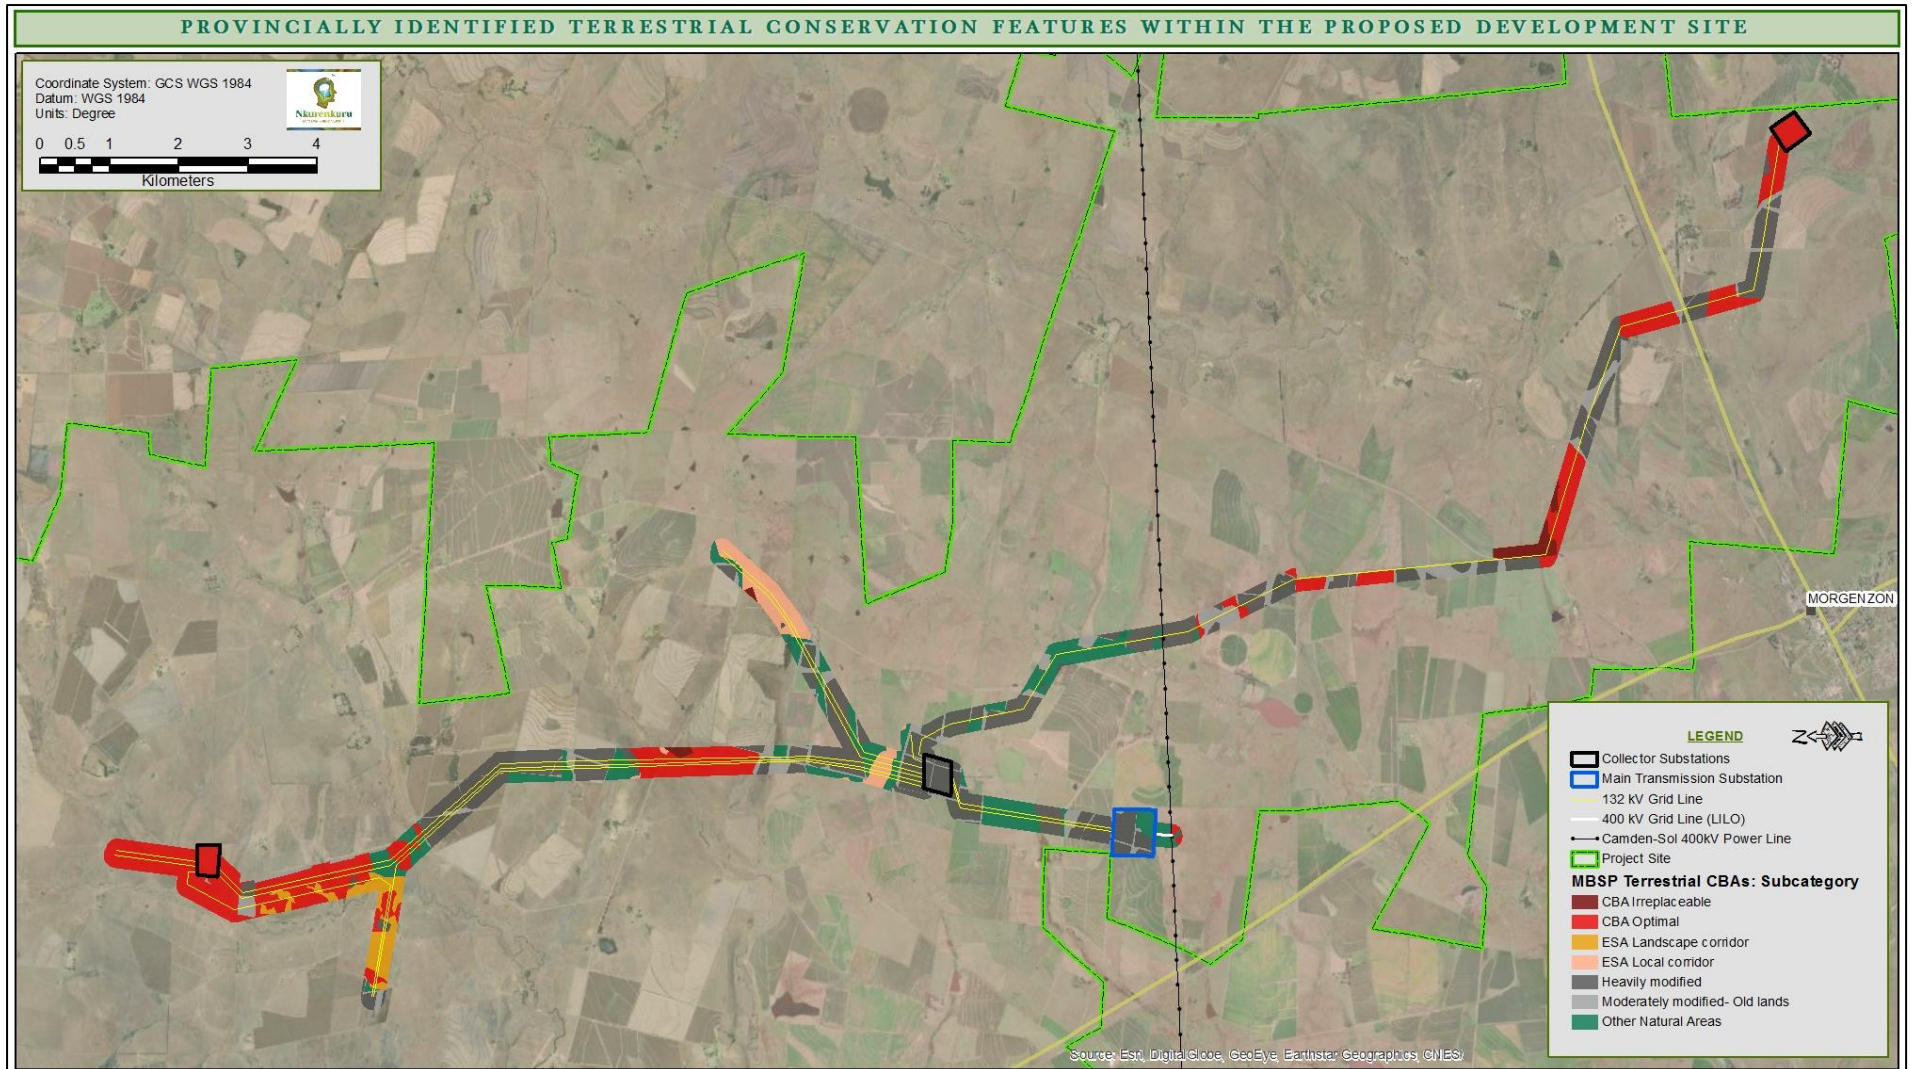 PROVINCIALLY IDENTIFIED TERRESTRIAL CONSERVATION FEATURES WITHIN THE PROPOSED DEVELOPMENT SITE
Coordinate System: GCS WGS 1984
Datum: WGS 1984
Units: Degree
Nkurenkuru
0 0.5 1 2 3 4
Kilometers
MORGENZON
LEGEND
N
Collector Substations
Main Transmission Substation
132 kV Grid Line
400 kV Grid Line (LILO)
Camden-Sol 400kV Power Line
Project Site
MBSP Terrestrial CBAs: Subcategory
CBA Irreplaceable
CBA Optimal
ESA Landscape corridor
ESA Local corridor
Heavily modified
Moderately modified- Old lands
Other Natural Areas
Source: Esri, DigitalGlobe, GeoEye, Earthstar Geographics, CNES/